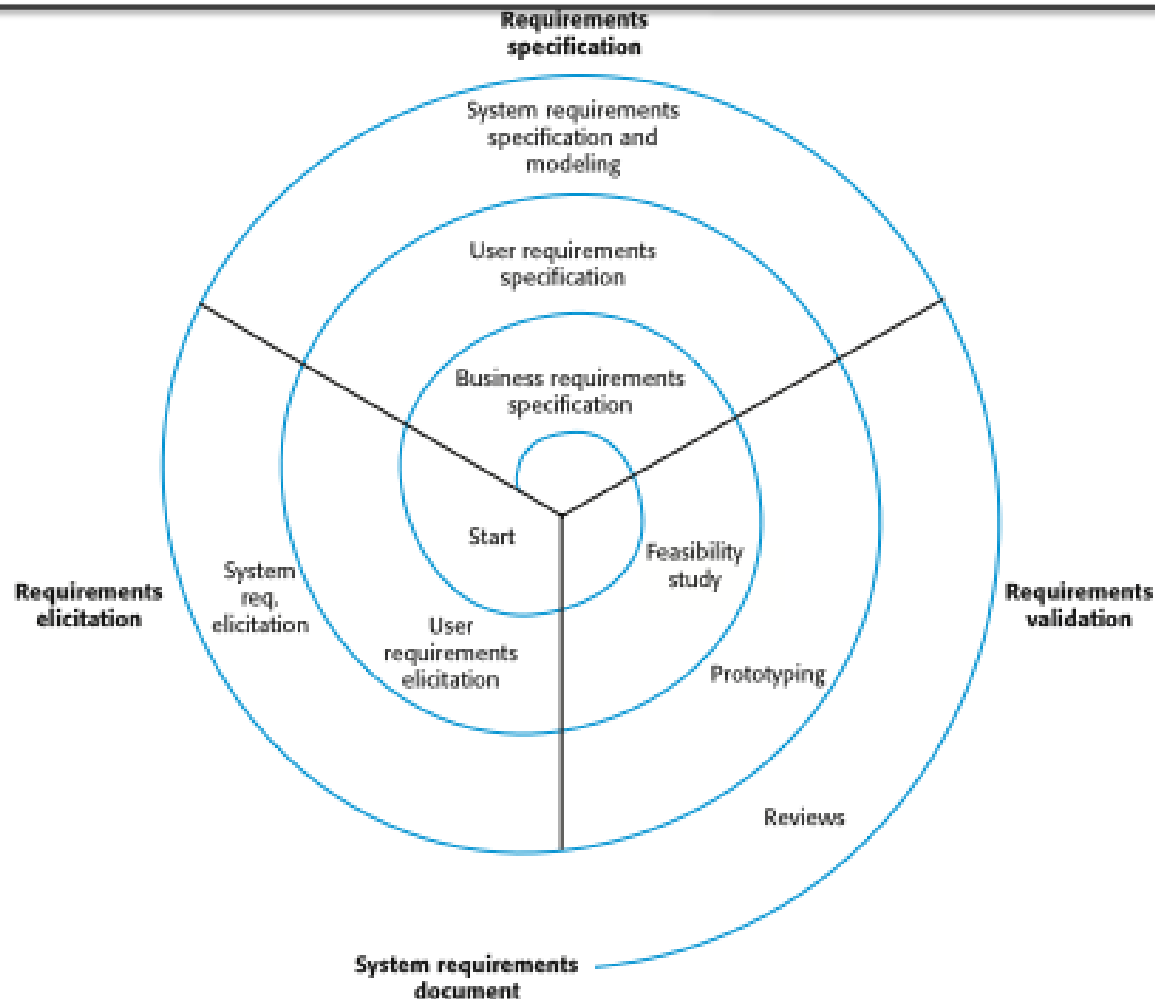 Requirements
specification
System requirements
specification and
modeling
User requirements
specification
Business requirements
specification
Start
Feasibility
study
System
req.
elicitation
Requirements
elicitation
Requirements
validation
User
requirements
elicitation
Prototyping
Reviews
System requirements
document